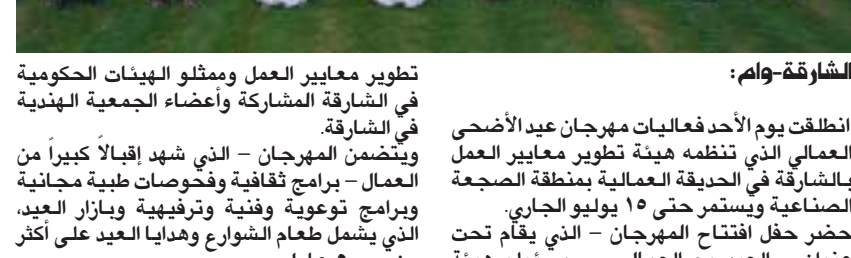 الشارقة-وام:
انطلقت يوم الأحد فعاليات مهرجان عيد الأضحى
العمالي الذي تنظمه هيئة تطوير معايير العمل
بالشارقة في الحديقة العمالية بمنطقة الصجعة
الصناعية ويستمر حتى ١٥ يوليو الجاري.
حضر حفل افتتاح المهرجان – الذي يقام تحت
تطوير معايير العمل وممثلو الهيئات الحكومية
في الشارقة المشاركة وأعضاء الجمعية الهندية
في الشارقة.
ويتضمن المهرجان – الذي شهد إقبالاً كبيراً من
العمال – برامج ثقافية وفحوصات طبية مجانية
وبرامج توعوية وفنية وترفيهية وبازار العيد،
الذي يشمل طعام الشوارع وهدايا العيد على أكثر